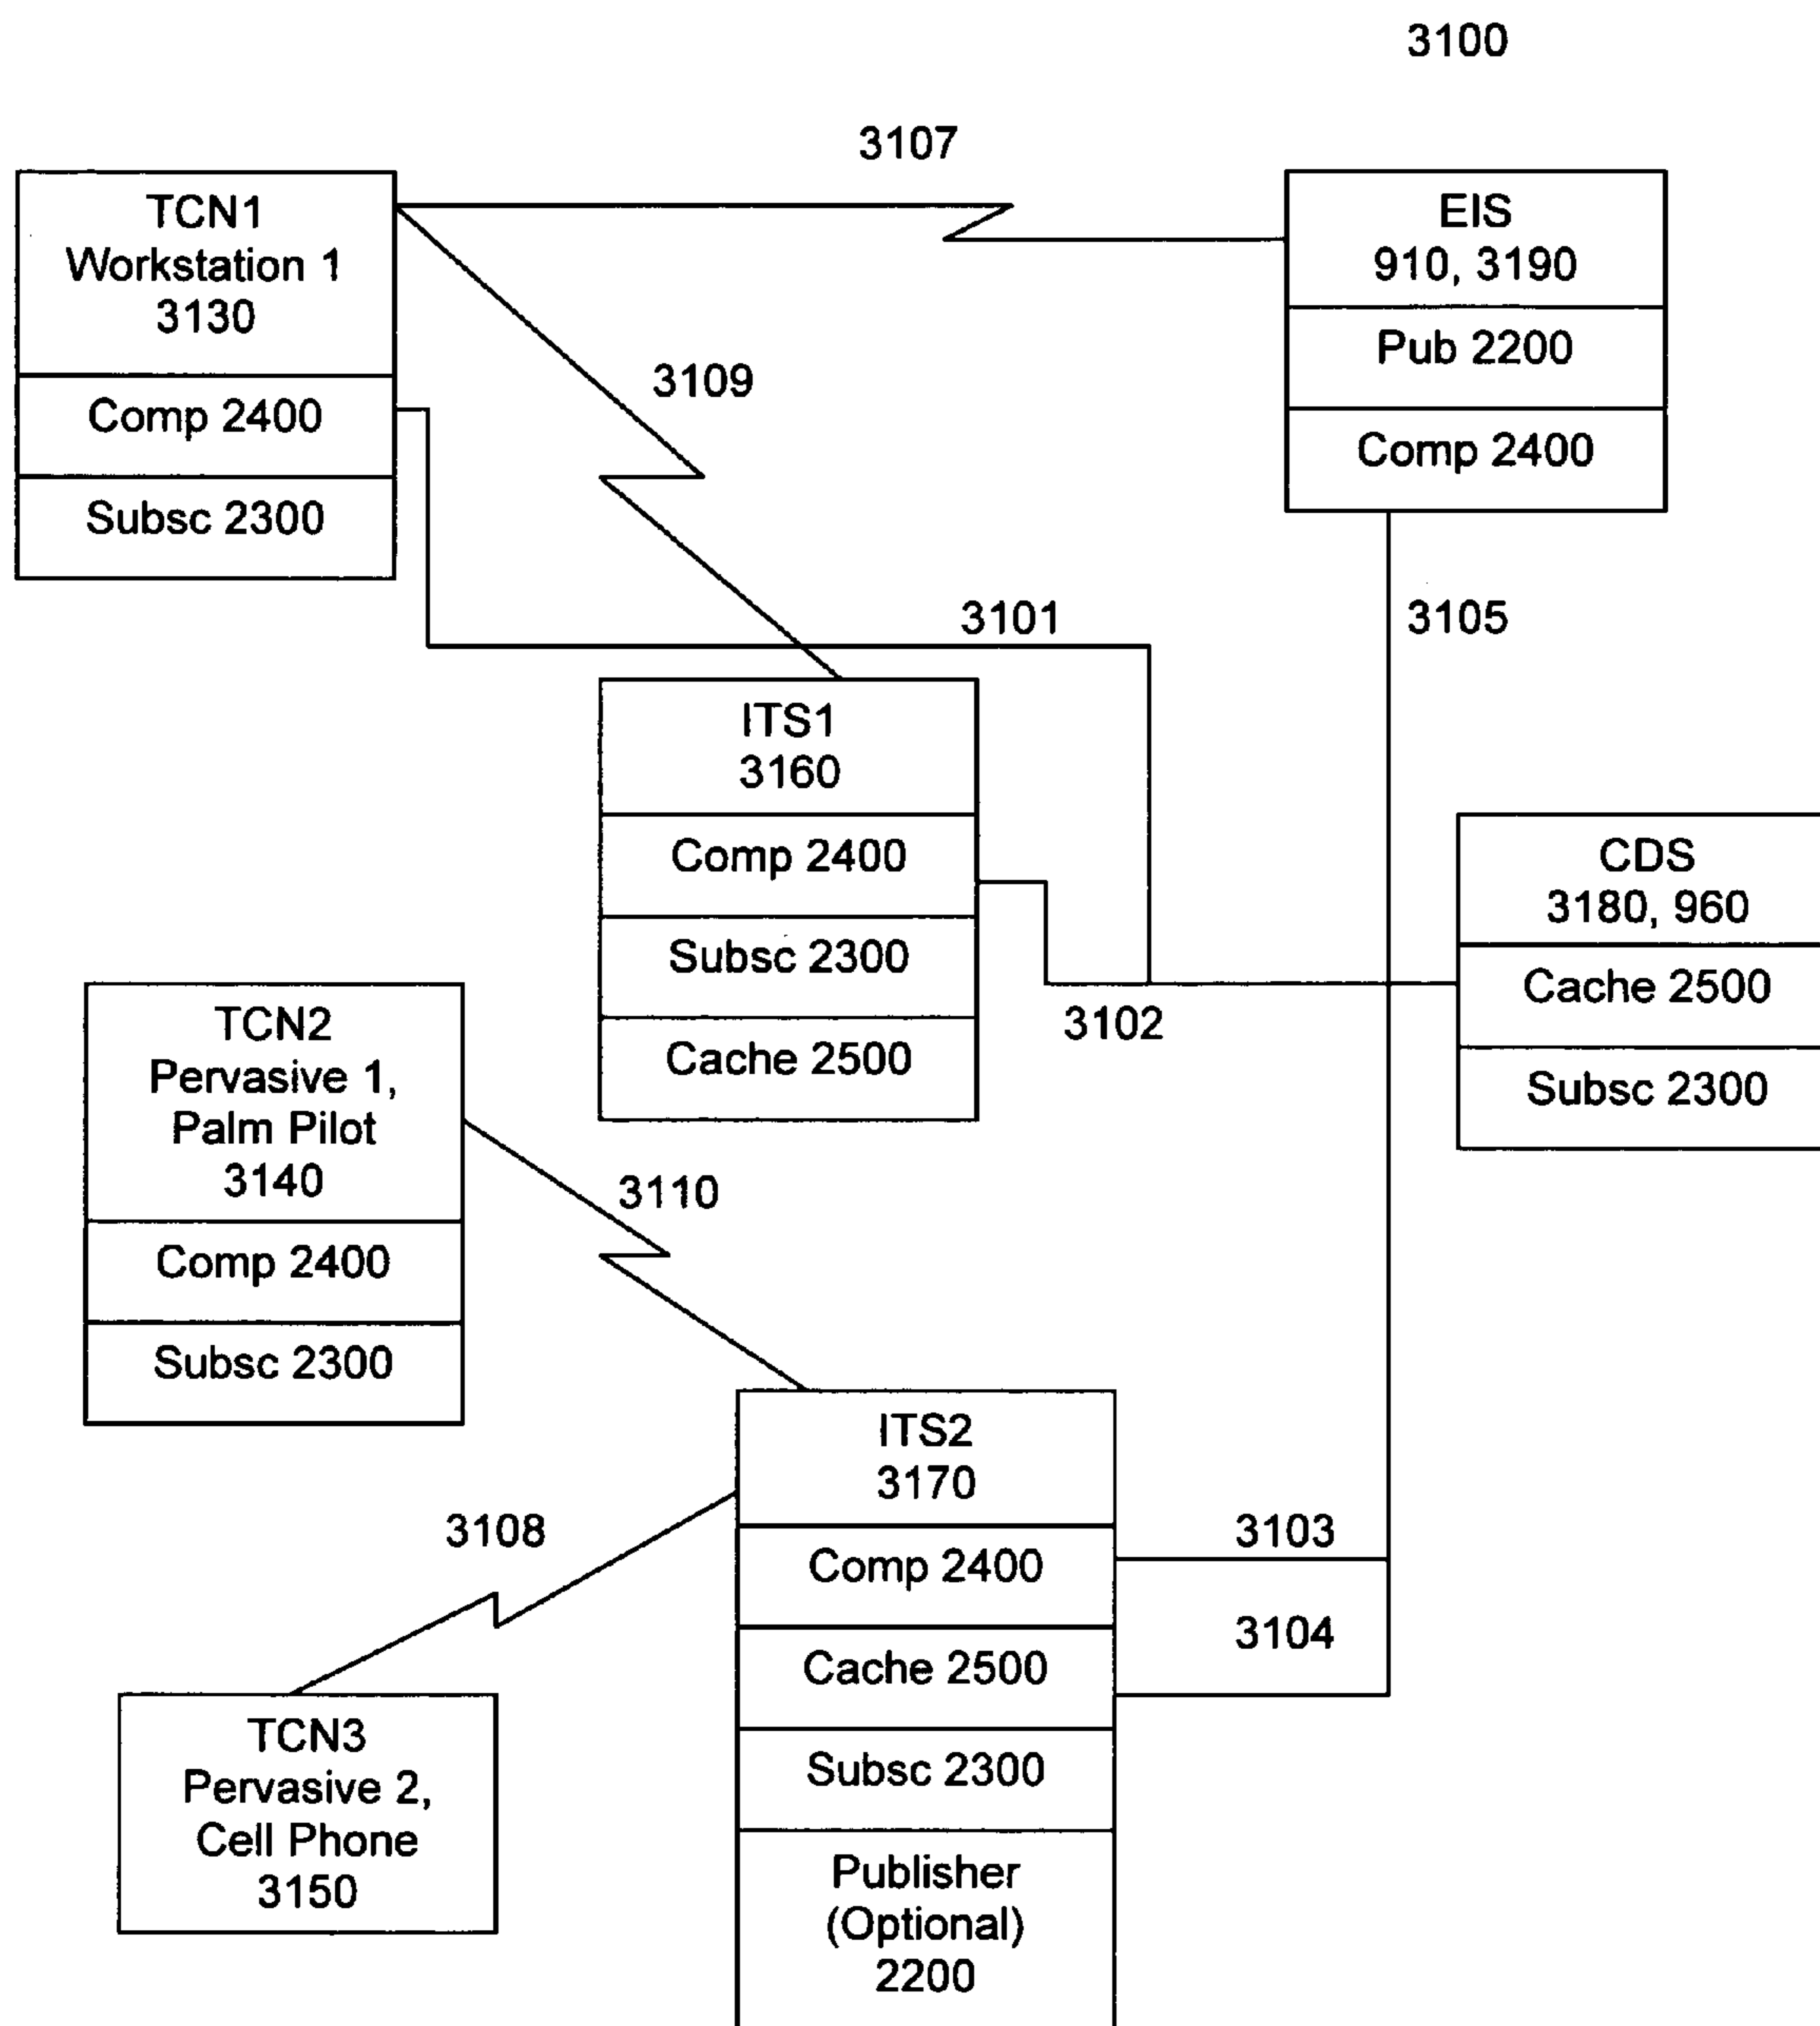 3100
3107
TCN1
Workstation 1
3130
Comp 2400
Subsc 2300
EIS
910, 3190
Pub 2200
Comp 2400
3109
3101
3105
ITS1
3160
Comp 2400
Subsc 2300
Cache 2500
3102
CDS
3180, 960
Cache 2500
Subsc 2300
TCN2
Pervasive 1,
Palm Pilot
3140
Comp 2400
Subsc 2300
3110
ITS2
3170
Comp 2400
Cache 2500
Subsc 2300
Publisher
(Optional)
2200
3103
3104
3108
TCN3
Pervasive 2,
Cell Phone
3150